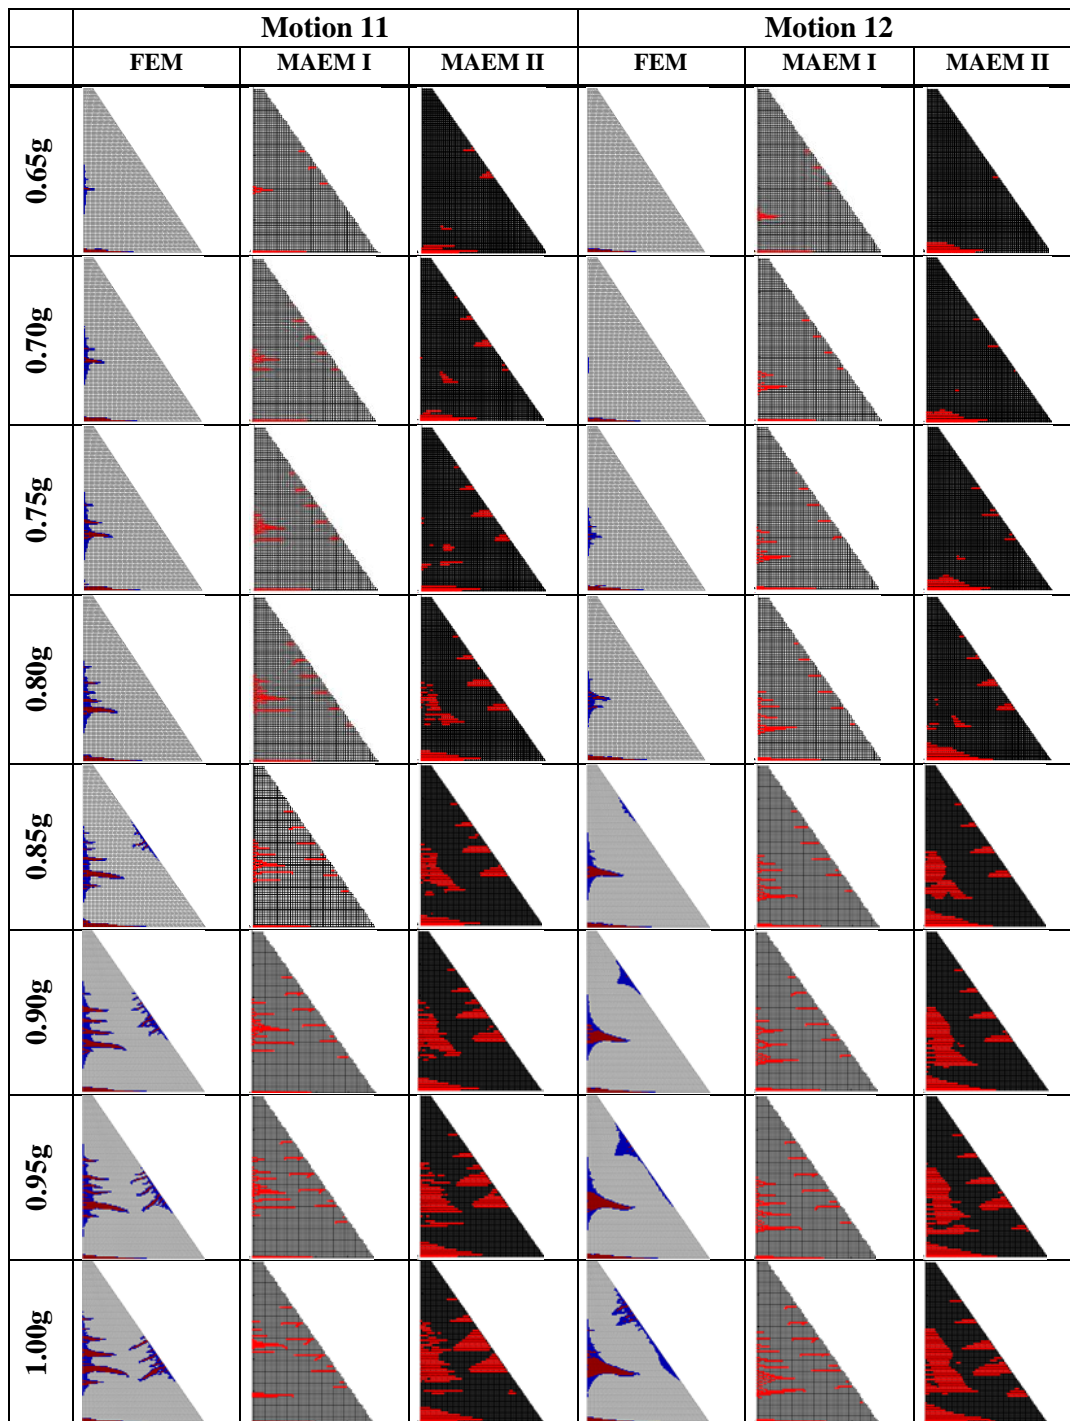 Motion 11 Motion 12
FEM MAEM I MAEM II FEM MAEM I MAEM II
0.65g
0.70g
0.75g
0.80g
0.85g
0.90g
0.95g
1.00g